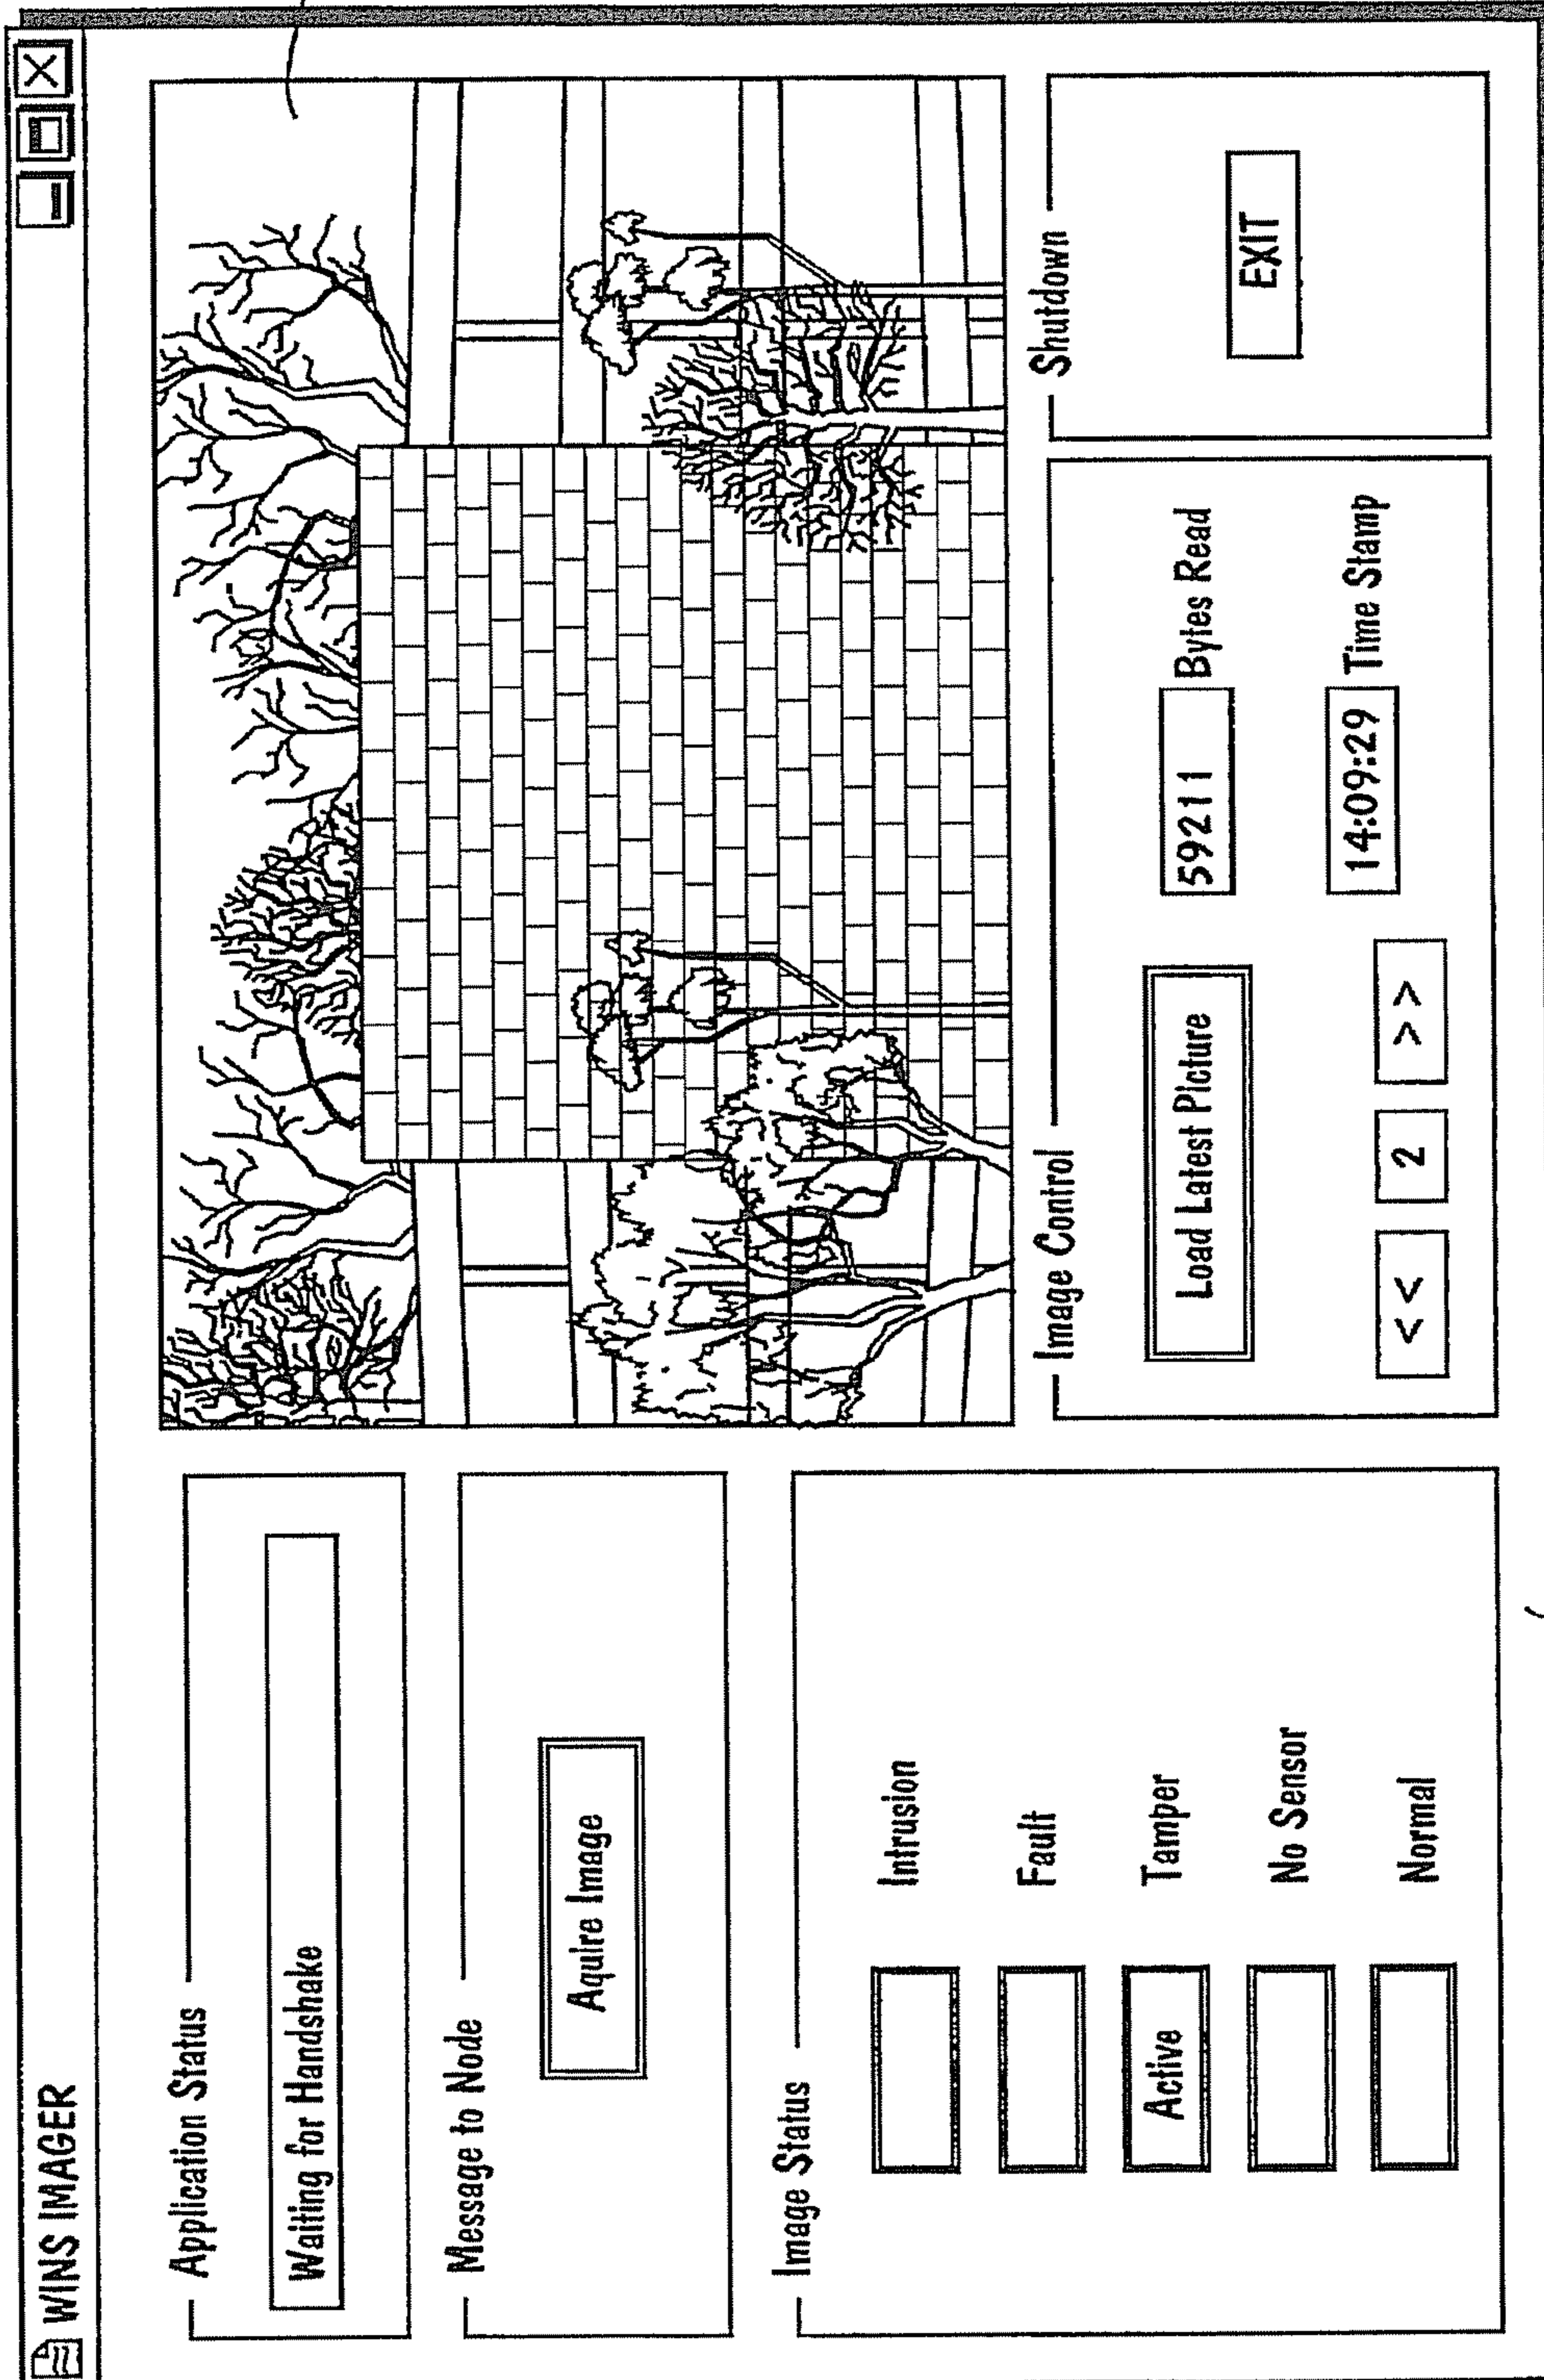 WINS IMAGER
Application Status
Waiting for Handshake
Message to Node
Aquire Image
Image Status
Intrusion
Fault
Active Tamper
No Sensor
Normal
Image Control
Load Latest Picture
59211 Bytes Read
<< 2 >>
14:09:29 Time Stamp
Shutdown
EXIT